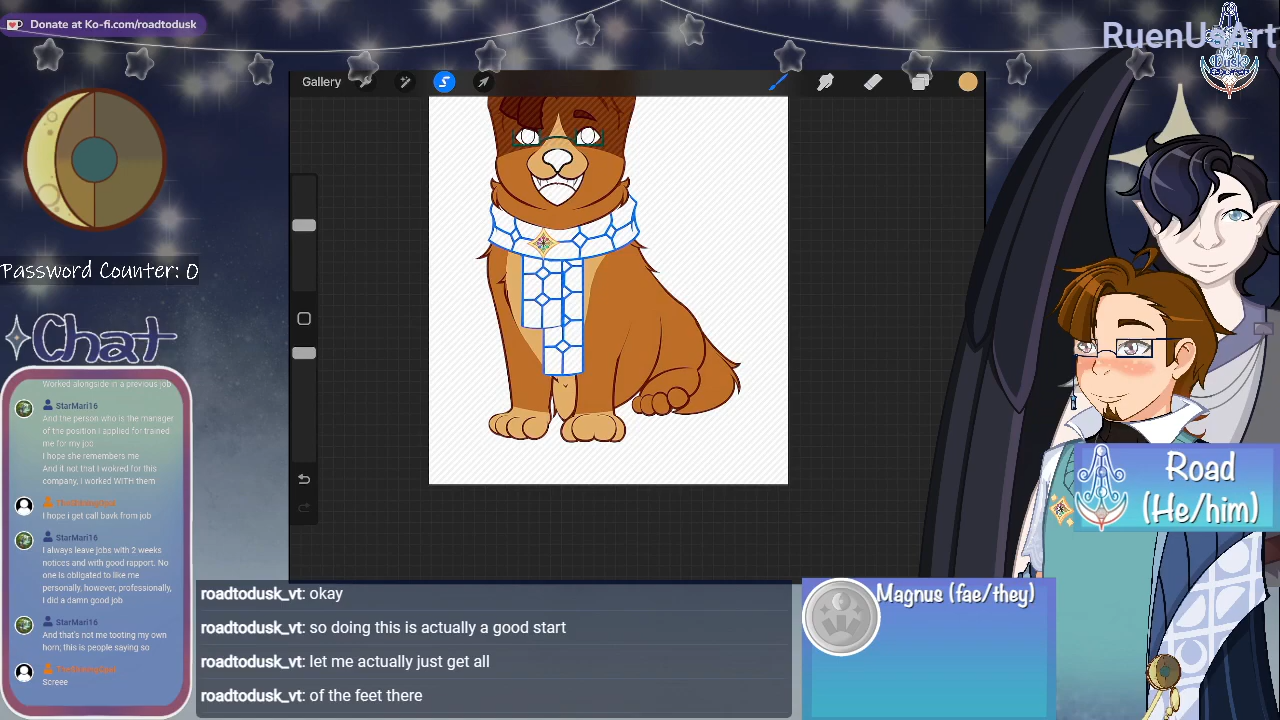 Donate at Ko-fi.com/roadtodusk
RuenUsArt
Gallery
Password Counter: 0
Chat
Worked alongside in a previous job
StarMari16
And the person who is the manager
of the position i applied for trained
me for my job
I hope she remembers me
And it not that I wokred for this
company, i worked WITH them
I hope i get call bavk from job
StarMari16
I always leave jobs with 2 weeks
notices and with good rapport. No
one is obligated to like me
personally, however, professionally,
I did a damn good job
StarMari16
And that's not me tooting my own
horn, this is people saying so
Screee
roadtodusk_vt: okay
roadtodusk_vt: so doing this is actually a good start
roadtodusk_vt: let me actually just get all
roadtodusk_vt: of the feet there
Magnus (fae/they)
Road
(He/him)